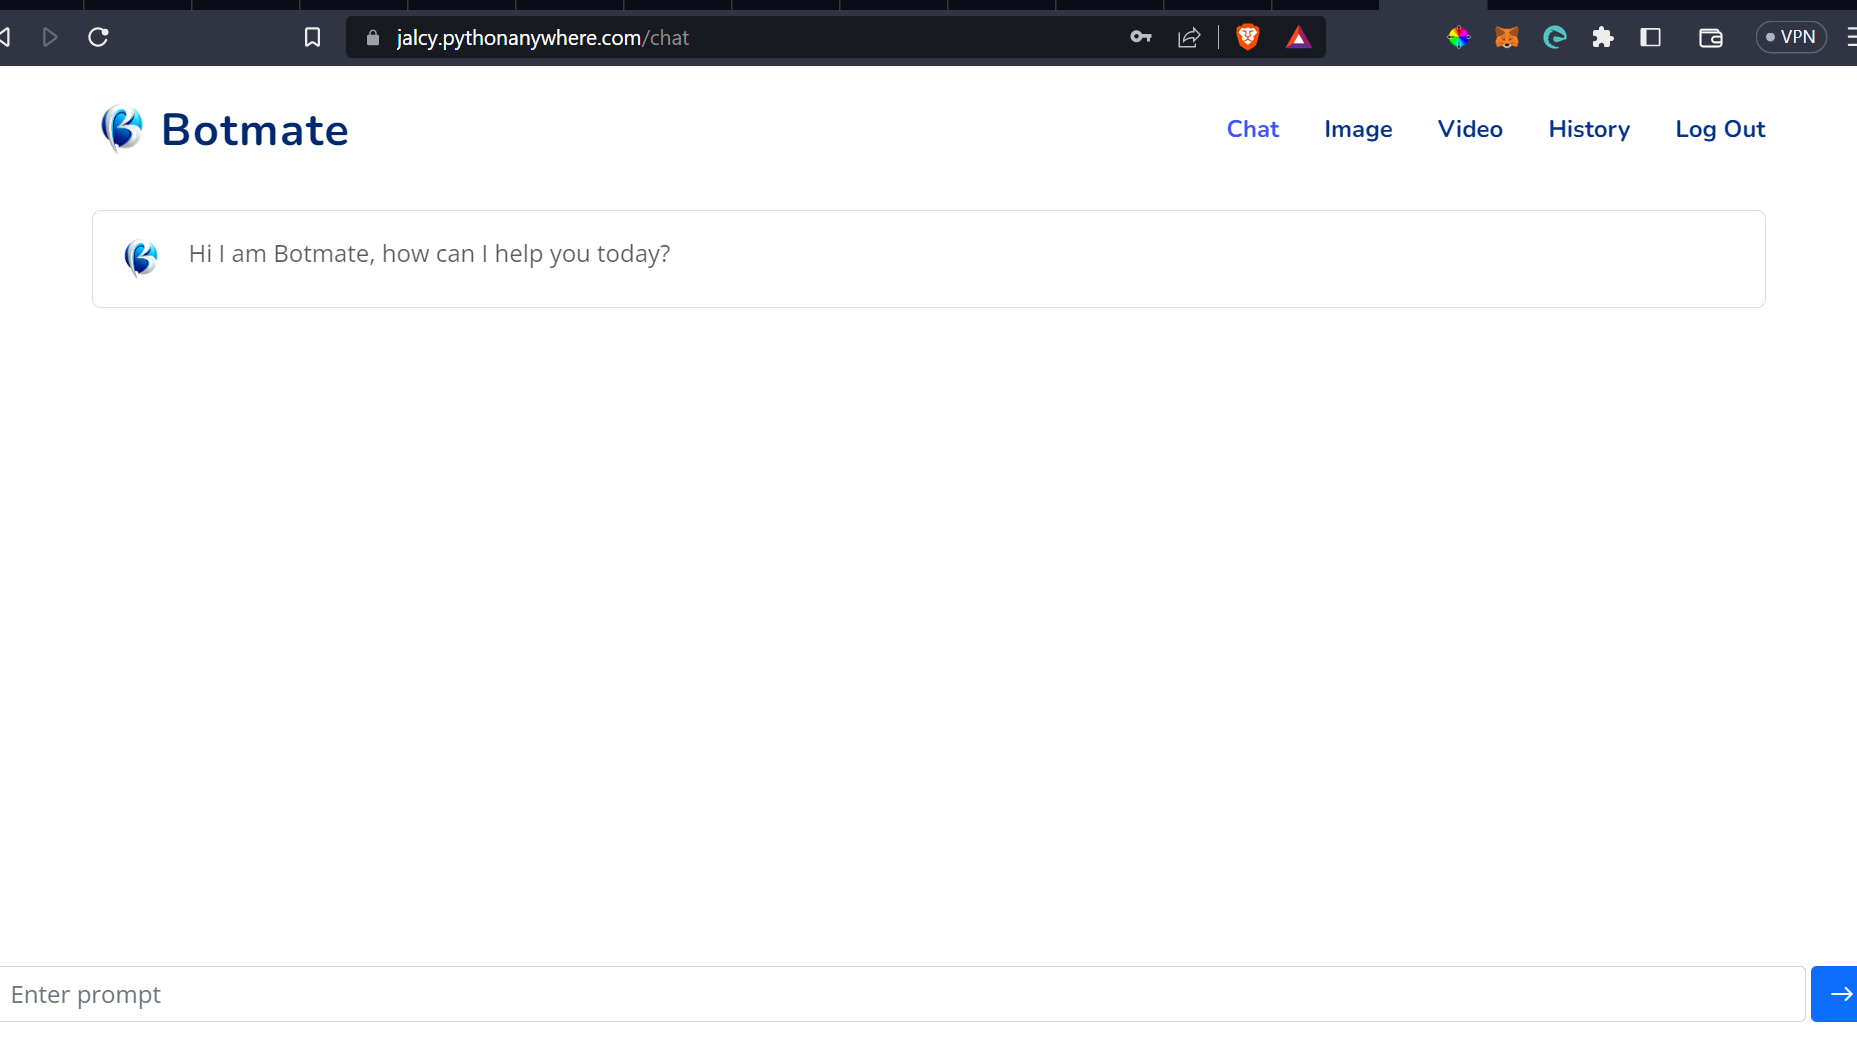 jalcy.pythonanywhere.com/chat
VPN
Botmate
Chat Image Video History Log Out
Hi I am Botmate, how can I help you today?
Enter prompt